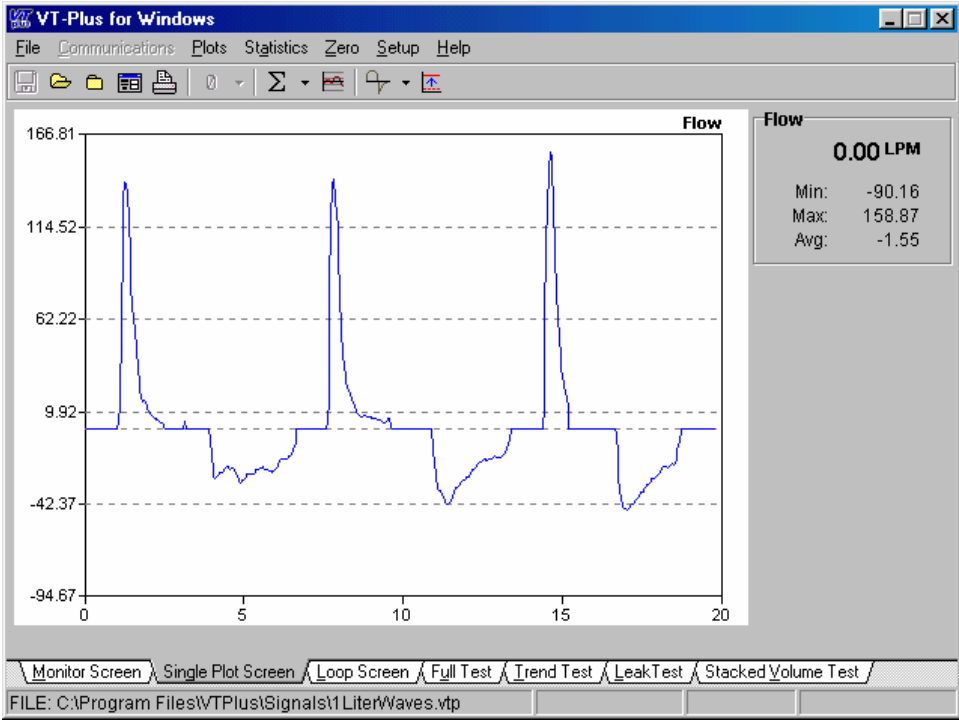 VT-Plus for Windows
File Communications Plots Statistics Zero Setup Help
Flow
166.81
114.52
62.22
9.92
-42.37
-94.67
0 5 10 15 20
Flow
0.00 LPM
Min: -90.16
Max: 158.87
Avg: -1.55
Monitor Screen Single Plot Screen Loop Screen Full Test Trend Test LeakTest Stacked Volume Test
FILE: C:\Program Files\VTPlus\Signals\1LiterWaves.vtp